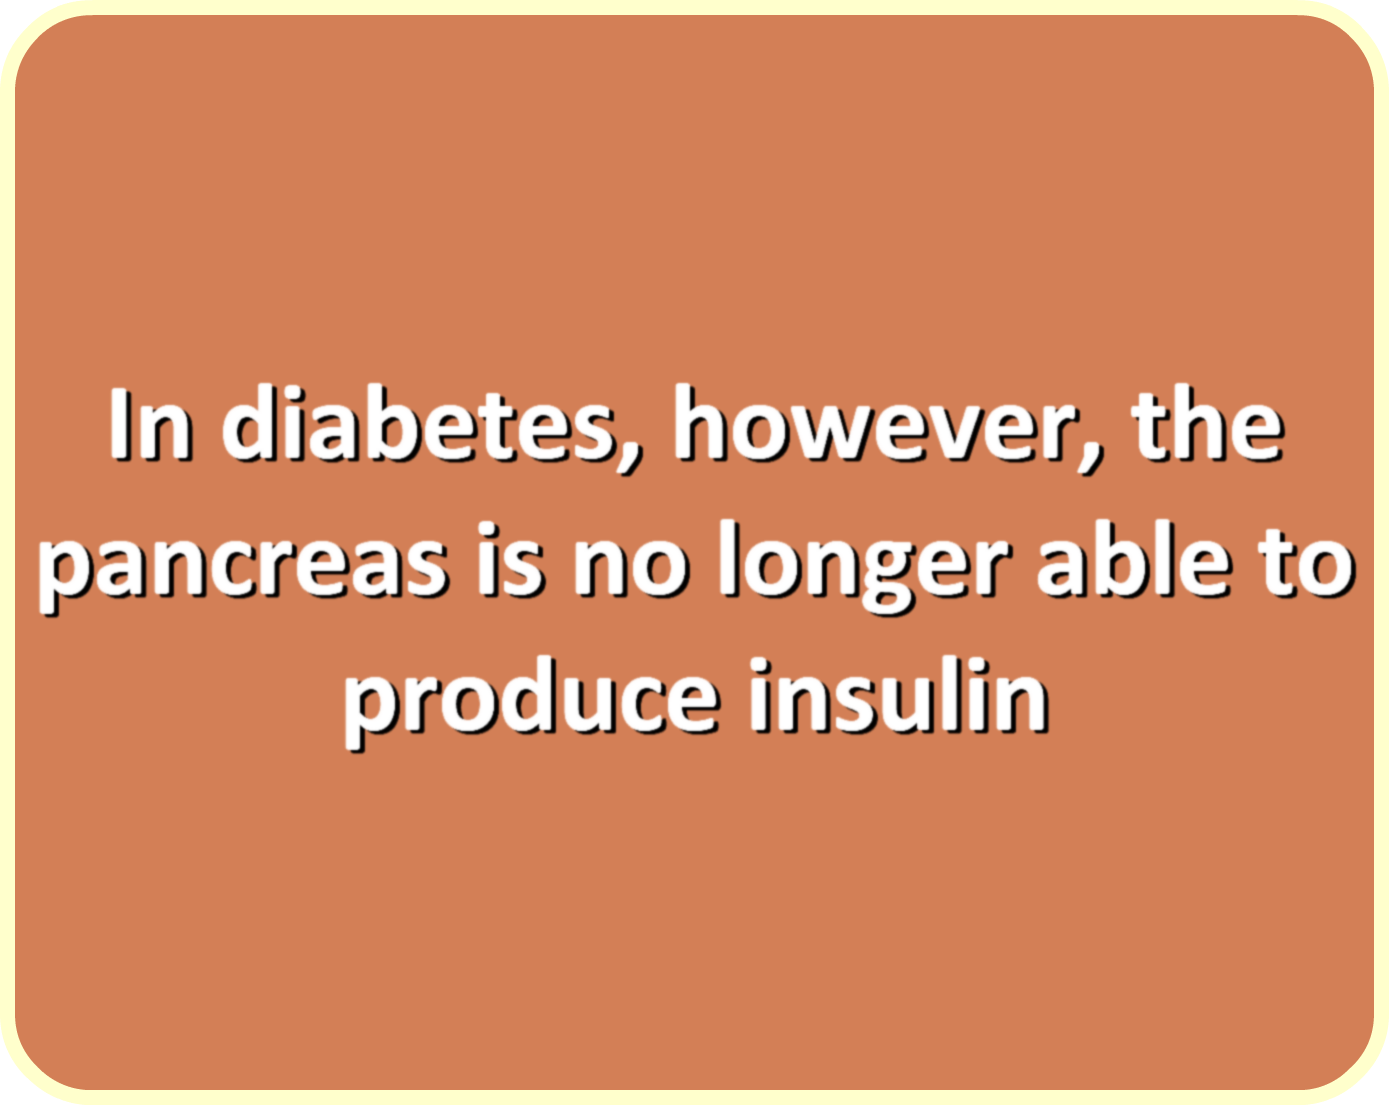 In diabetes, however, the
pancreas is no longer able to
produce insulin